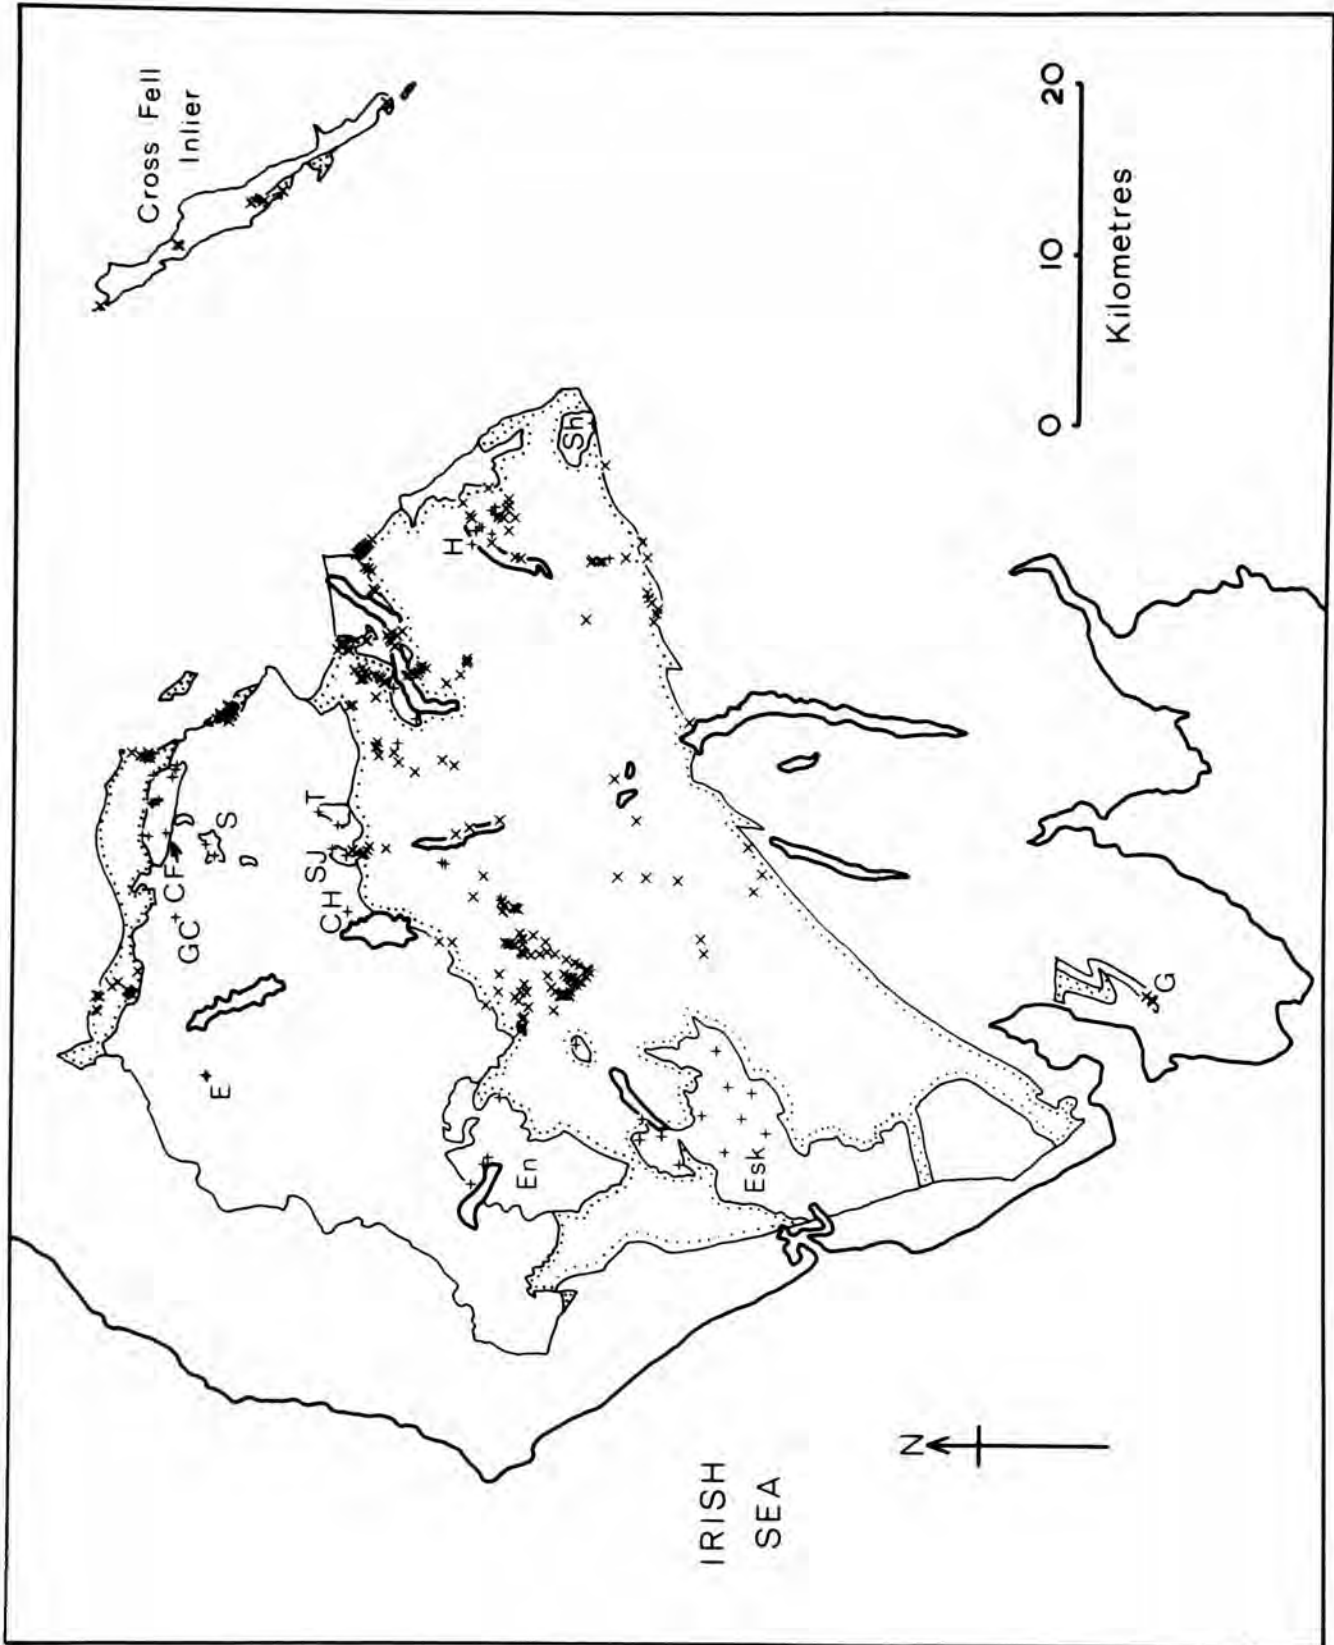 Cross Fell
Inlier
GC
CF
S
E
CH
SJ
T
H
Sh
En
Esk
G
IRISH
SEA
N
0 10 20
Kilometres